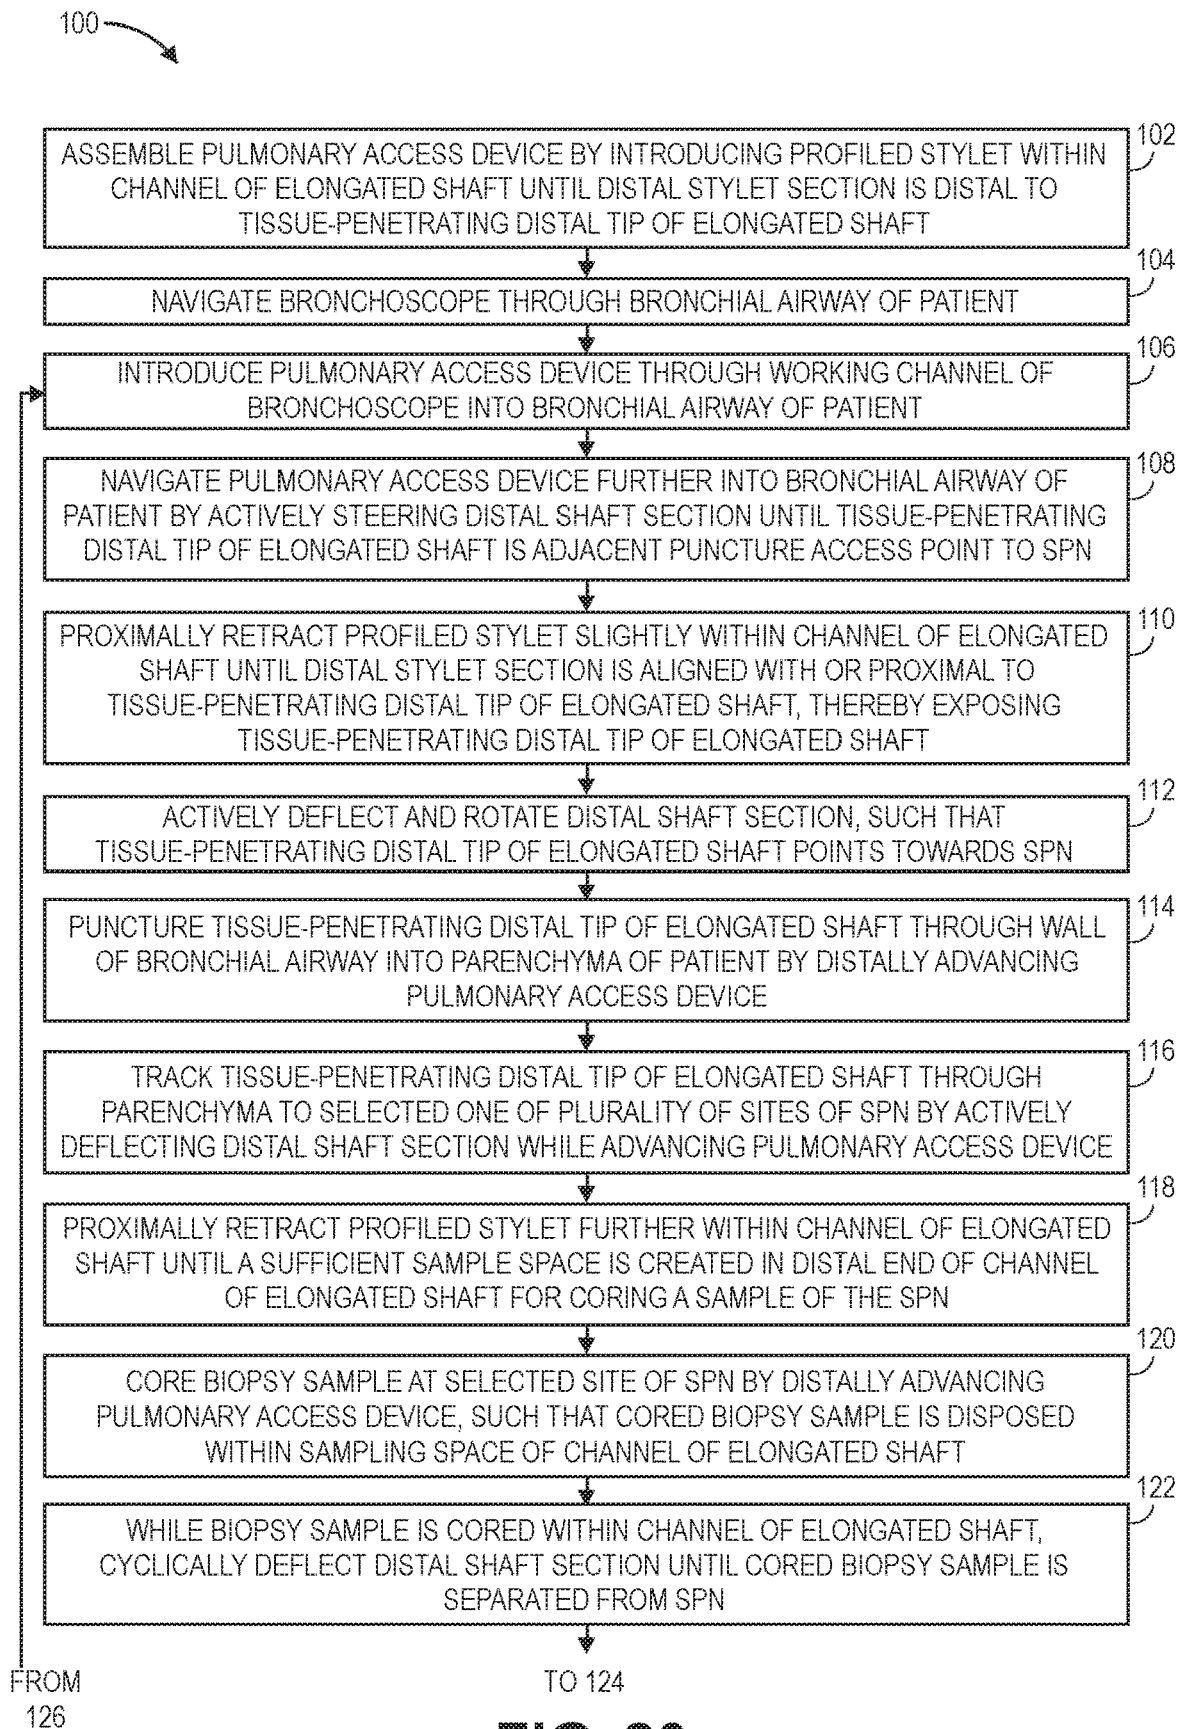 100
102
ASSEMBLE PULMONARY ACCESS DEVICE BY INTRODUCING PROFILED STYLET WITHIN
CHANNEL OF ELONGATED SHAFT UNTIL DISTAL STYLET SECTION IS DISTAL TO
TISSUE-PENETRATING DISTAL TIP OF ELONGATED SHAFT
104
NAVIGATE BRONCHOSCOPE THROUGH BRONCHIAL AIRWAY OF PATIENT
106
INTRODUCE PULMONARY ACCESS DEVICE THROUGH WORKING CHANNEL OF
BRONCHOSCOPE INTO BRONCHIAL AIRWAY OF PATIENT
108
NAVIGATE PULMONARY ACCESS DEVICE FURTHER INTO BRONCHIAL AIRWAY OF
PATIENT BY ACTIVELY STEERING DISTAL SHAFT SECTION UNTIL TISSUE-PENETRATING
DISTAL TIP OF ELONGATED SHAFT IS ADJACENT PUNCTURE ACCESS POINT TO SPN
110
PROXIMALLY RETRACT PROFILED STYLET SLIGHTLY WITHIN CHANNEL OF ELONGATED
SHAFT UNTIL DISTAL STYLET SECTION IS ALIGNED WITH OR PROXIMAL TO
TISSUE-PENETRATING DISTAL TIP OF ELONGATED SHAFT, THEREBY EXPOSING
TISSUE-PENETRATING DISTAL TIP OF ELONGATED SHAFT
112
ACTIVELY DEFLECT AND ROTATE DISTAL SHAFT SECTION, SUCH THAT
TISSUE-PENETRATING DISTAL TIP OF ELONGATED SHAFT POINTS TOWARDS SPN
114
PUNCTURE TISSUE-PENETRATING DISTAL TIP OF ELONGATED SHAFT THROUGH WALL
OF BRONCHIAL AIRWAY INTO PARENCHYMA OF PATIENT BY DISTALLY ADVANCING
PULMONARY ACCESS DEVICE
116
TRACK TISSUE-PENETRATING DISTAL TIP OF ELONGATED SHAFT THROUGH
PARENCHYMA TO SELECTED ONE OF PLURALITY OF SITES OF SPN BY ACTIVELY
DEFLECTING DISTAL SHAFT SECTION WHILE ADVANCING PULMONARY ACCESS DEVICE
118
PROXIMALLY RETRACT PROFILED STYLET FURTHER WITHIN CHANNEL OF ELONGATED
SHAFT UNTIL A SUFFICIENT SAMPLE SPACE IS CREATED IN DISTAL END OF CHANNEL
OF ELONGATED SHAFT FOR CORING A SAMPLE OF THE SPN
120
CORE BIOPSY SAMPLE AT SELECTED SITE OF SPN BY DISTALLY ADVANCING
PULMONARY ACCESS DEVICE, SUCH THAT CORED BIOPSY SAMPLE IS DISPOSED
WITHIN SAMPLING SPACE OF CHANNEL OF ELONGATED SHAFT
122
WHILE BIOPSY SAMPLE IS CORED WITHIN CHANNEL OF ELONGATED SHAFT,
CYCLICALLY DEFLECT DISTAL SHAFT SECTION UNTIL CORED BIOPSY SAMPLE IS
SEPARATED FROM SPN
FROM
126
TO 124